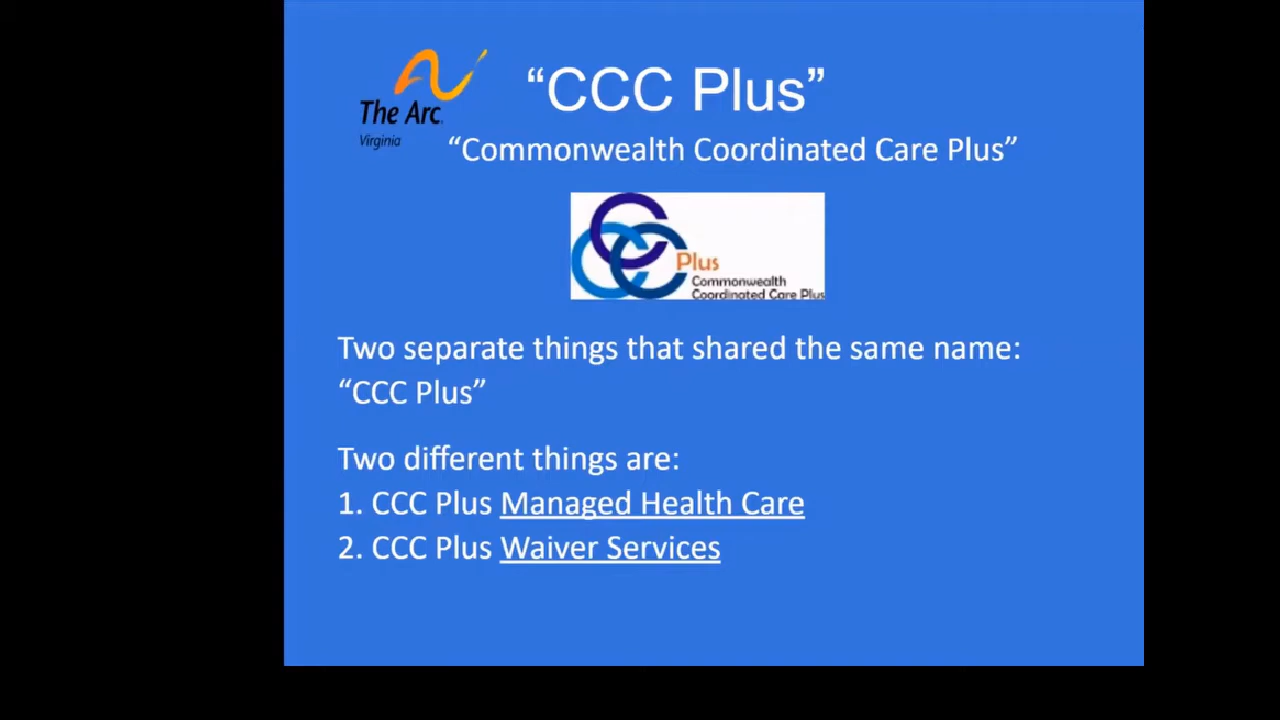 “CCC Plus”
The Arc.
Virginia
“Commonwealth Coordinated Care Plus”
CCC
Plus
Commonwealth
Coordinated Care Plus
Two separate things that shared the same name:
“CCC Plus”
Two different things are:
1. CCC Plus Managed Health Care
2. CCC Plus Waiver Services